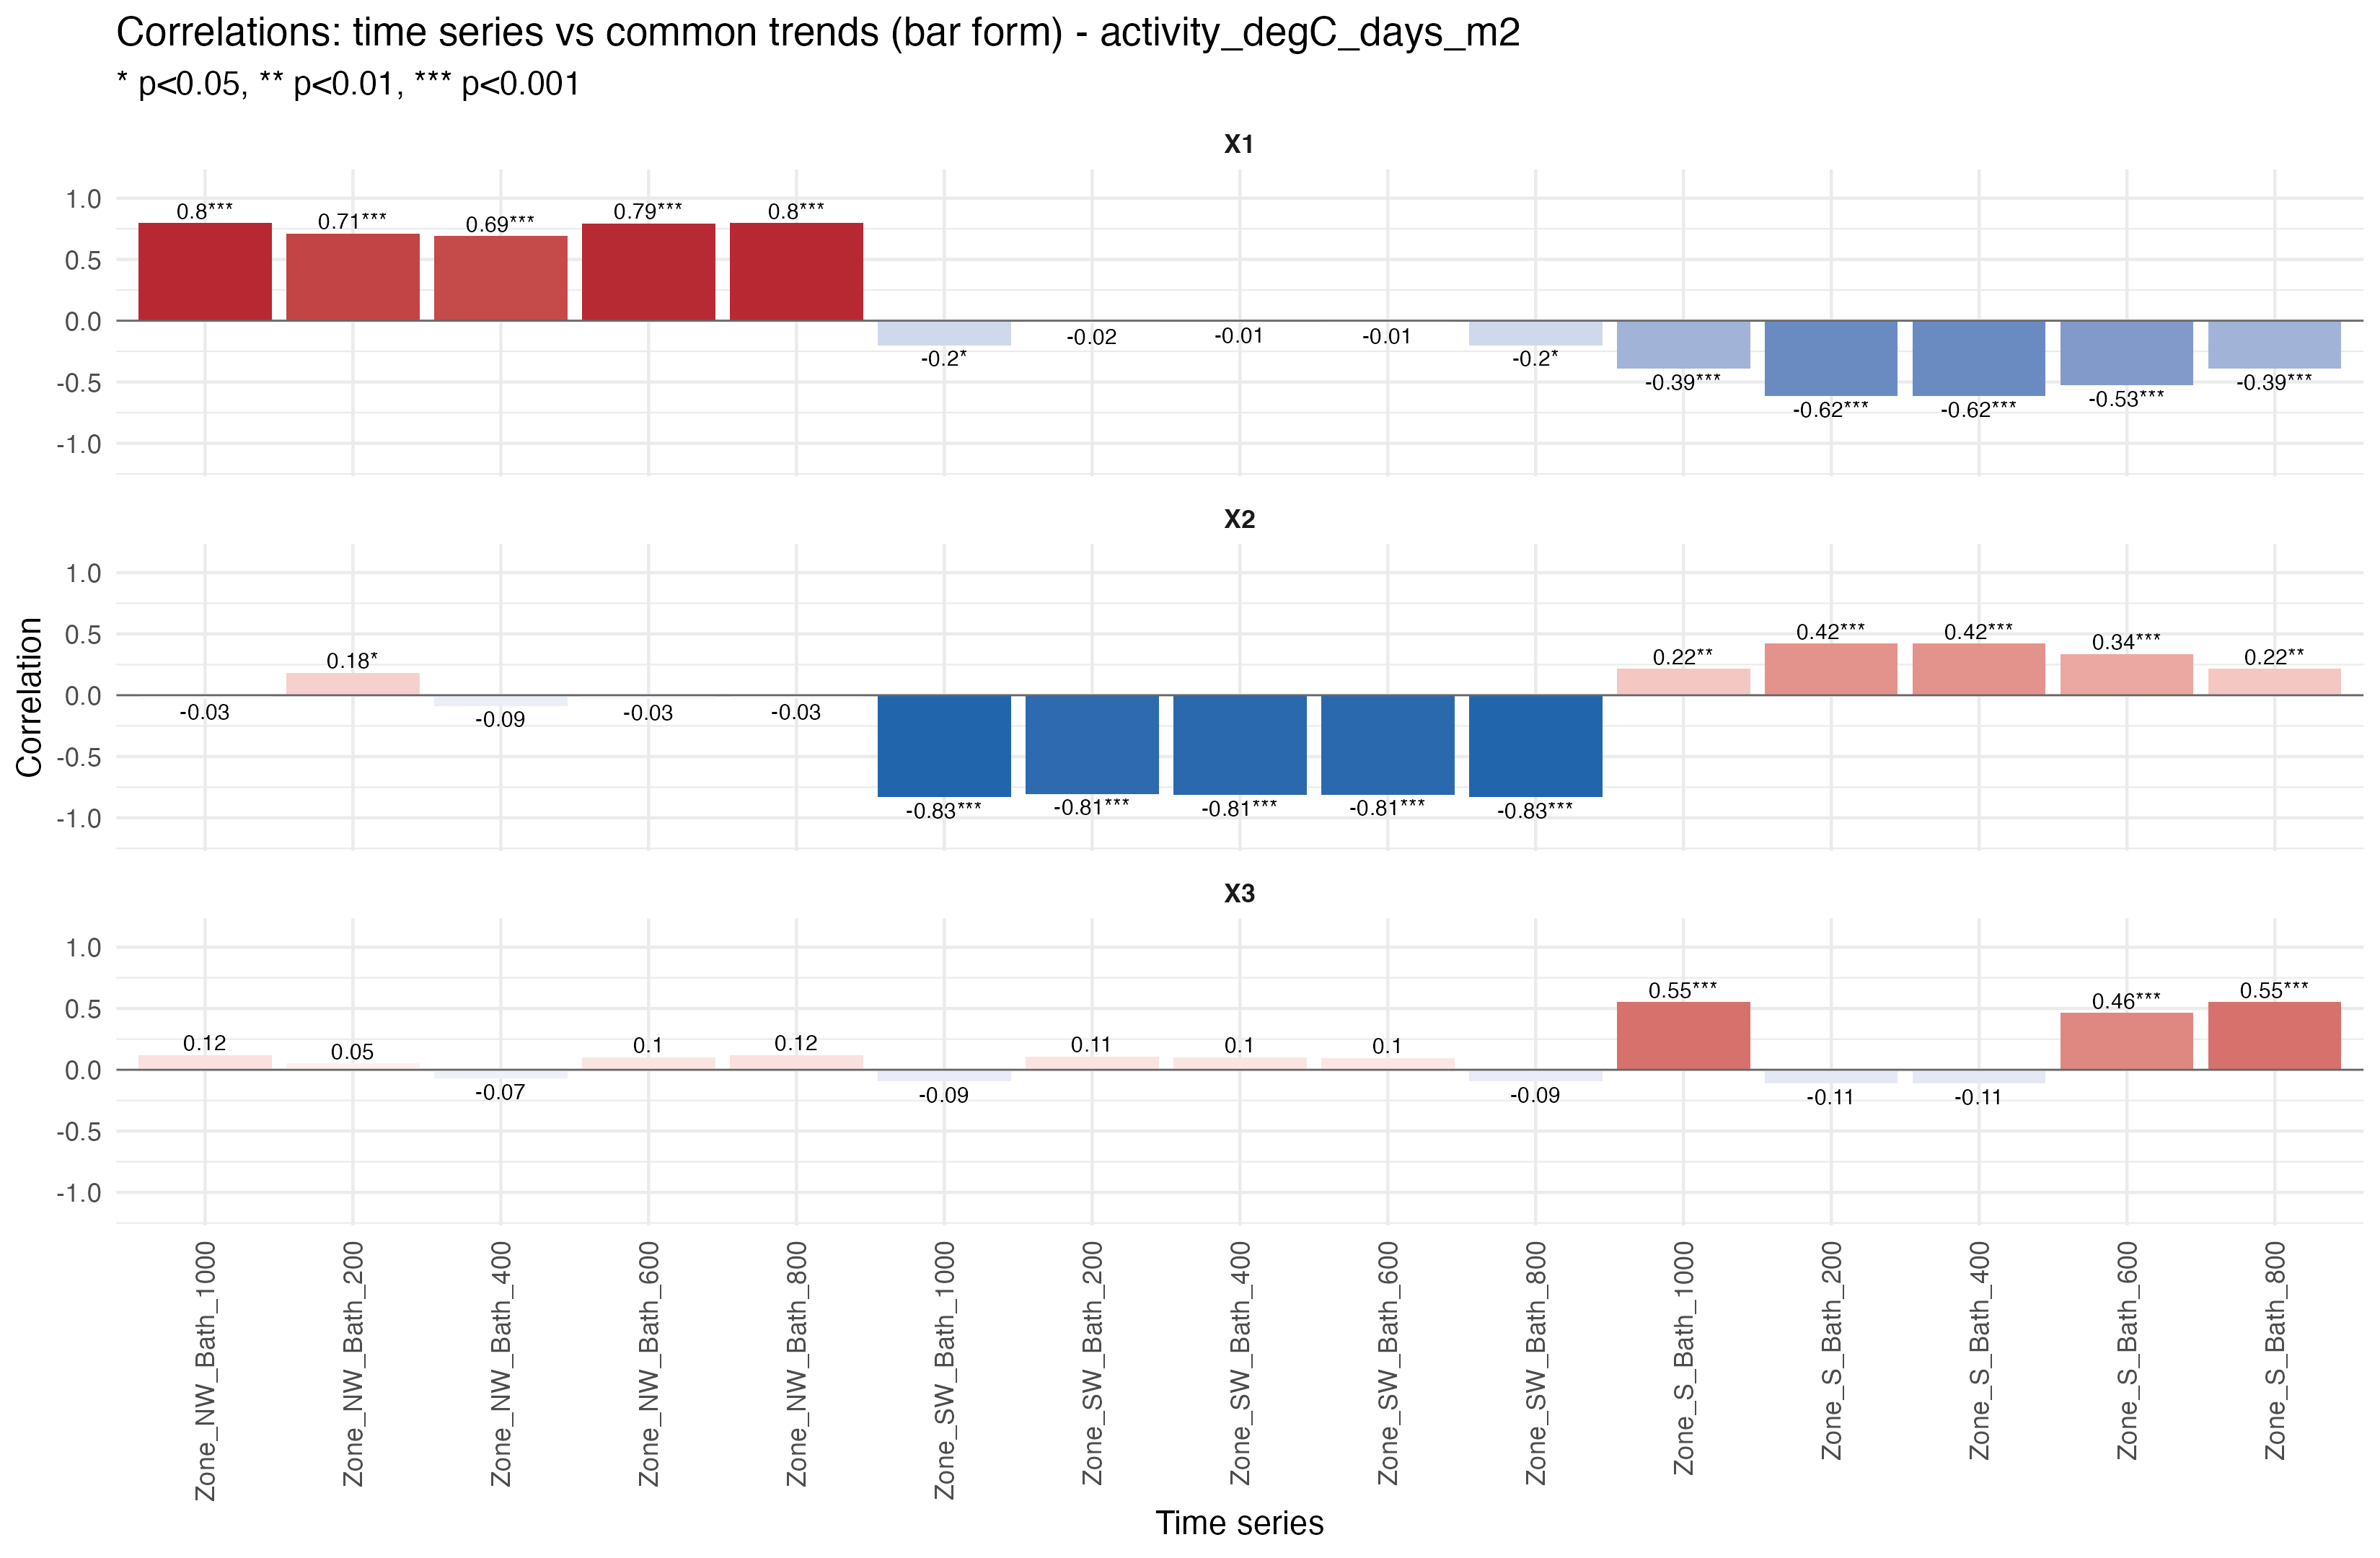 Correlations: time series vs common trends (bar form) - activity_degC_days_m2
* p<0.05, ** p<0.01, *** p<0.001
X1
1.0
0.5
0.0
-0.5
-1.0
0.8***
0.71***
0.69***
0.79***
0.8***
-0.2*
-0.02
-0.01
-0.01
-0.2*
-0.39***
-0.62***
-0.62***
-0.53***
-0.39***
X2
Correlation
1.0
0.5
0.0
-0.5
-1.0
-0.03
0.18*
-0.09
-0.03
-0.03
-0.83***
-0.81***
-0.81***
-0.81***
-0.83***
0.22**
0.42***
0.42***
0.34***
0.22**
X3
1.0
0.5
0.0
-0.5
-1.0
0.12
0.05
-0.07
0.1
0.12
-0.09
0.11
0.1
0.1
-0.09
0.55***
-0.11
-0.11
0.46***
0.55***
Zone_NW_Bath_1000
Zone_NW_Bath_200
Zone_NW_Bath_400
Zone_NW_Bath_600
Zone_NW_Bath_800
Zone_SW_Bath_1000
Zone_SW_Bath_200
Zone_SW_Bath_400
Zone_SW_Bath_600
Zone_SW_Bath_800
Zone_S_Bath_1000
Zone_S_Bath_200
Zone_S_Bath_400
Zone_S_Bath_600
Zone_S_Bath_800
Time series